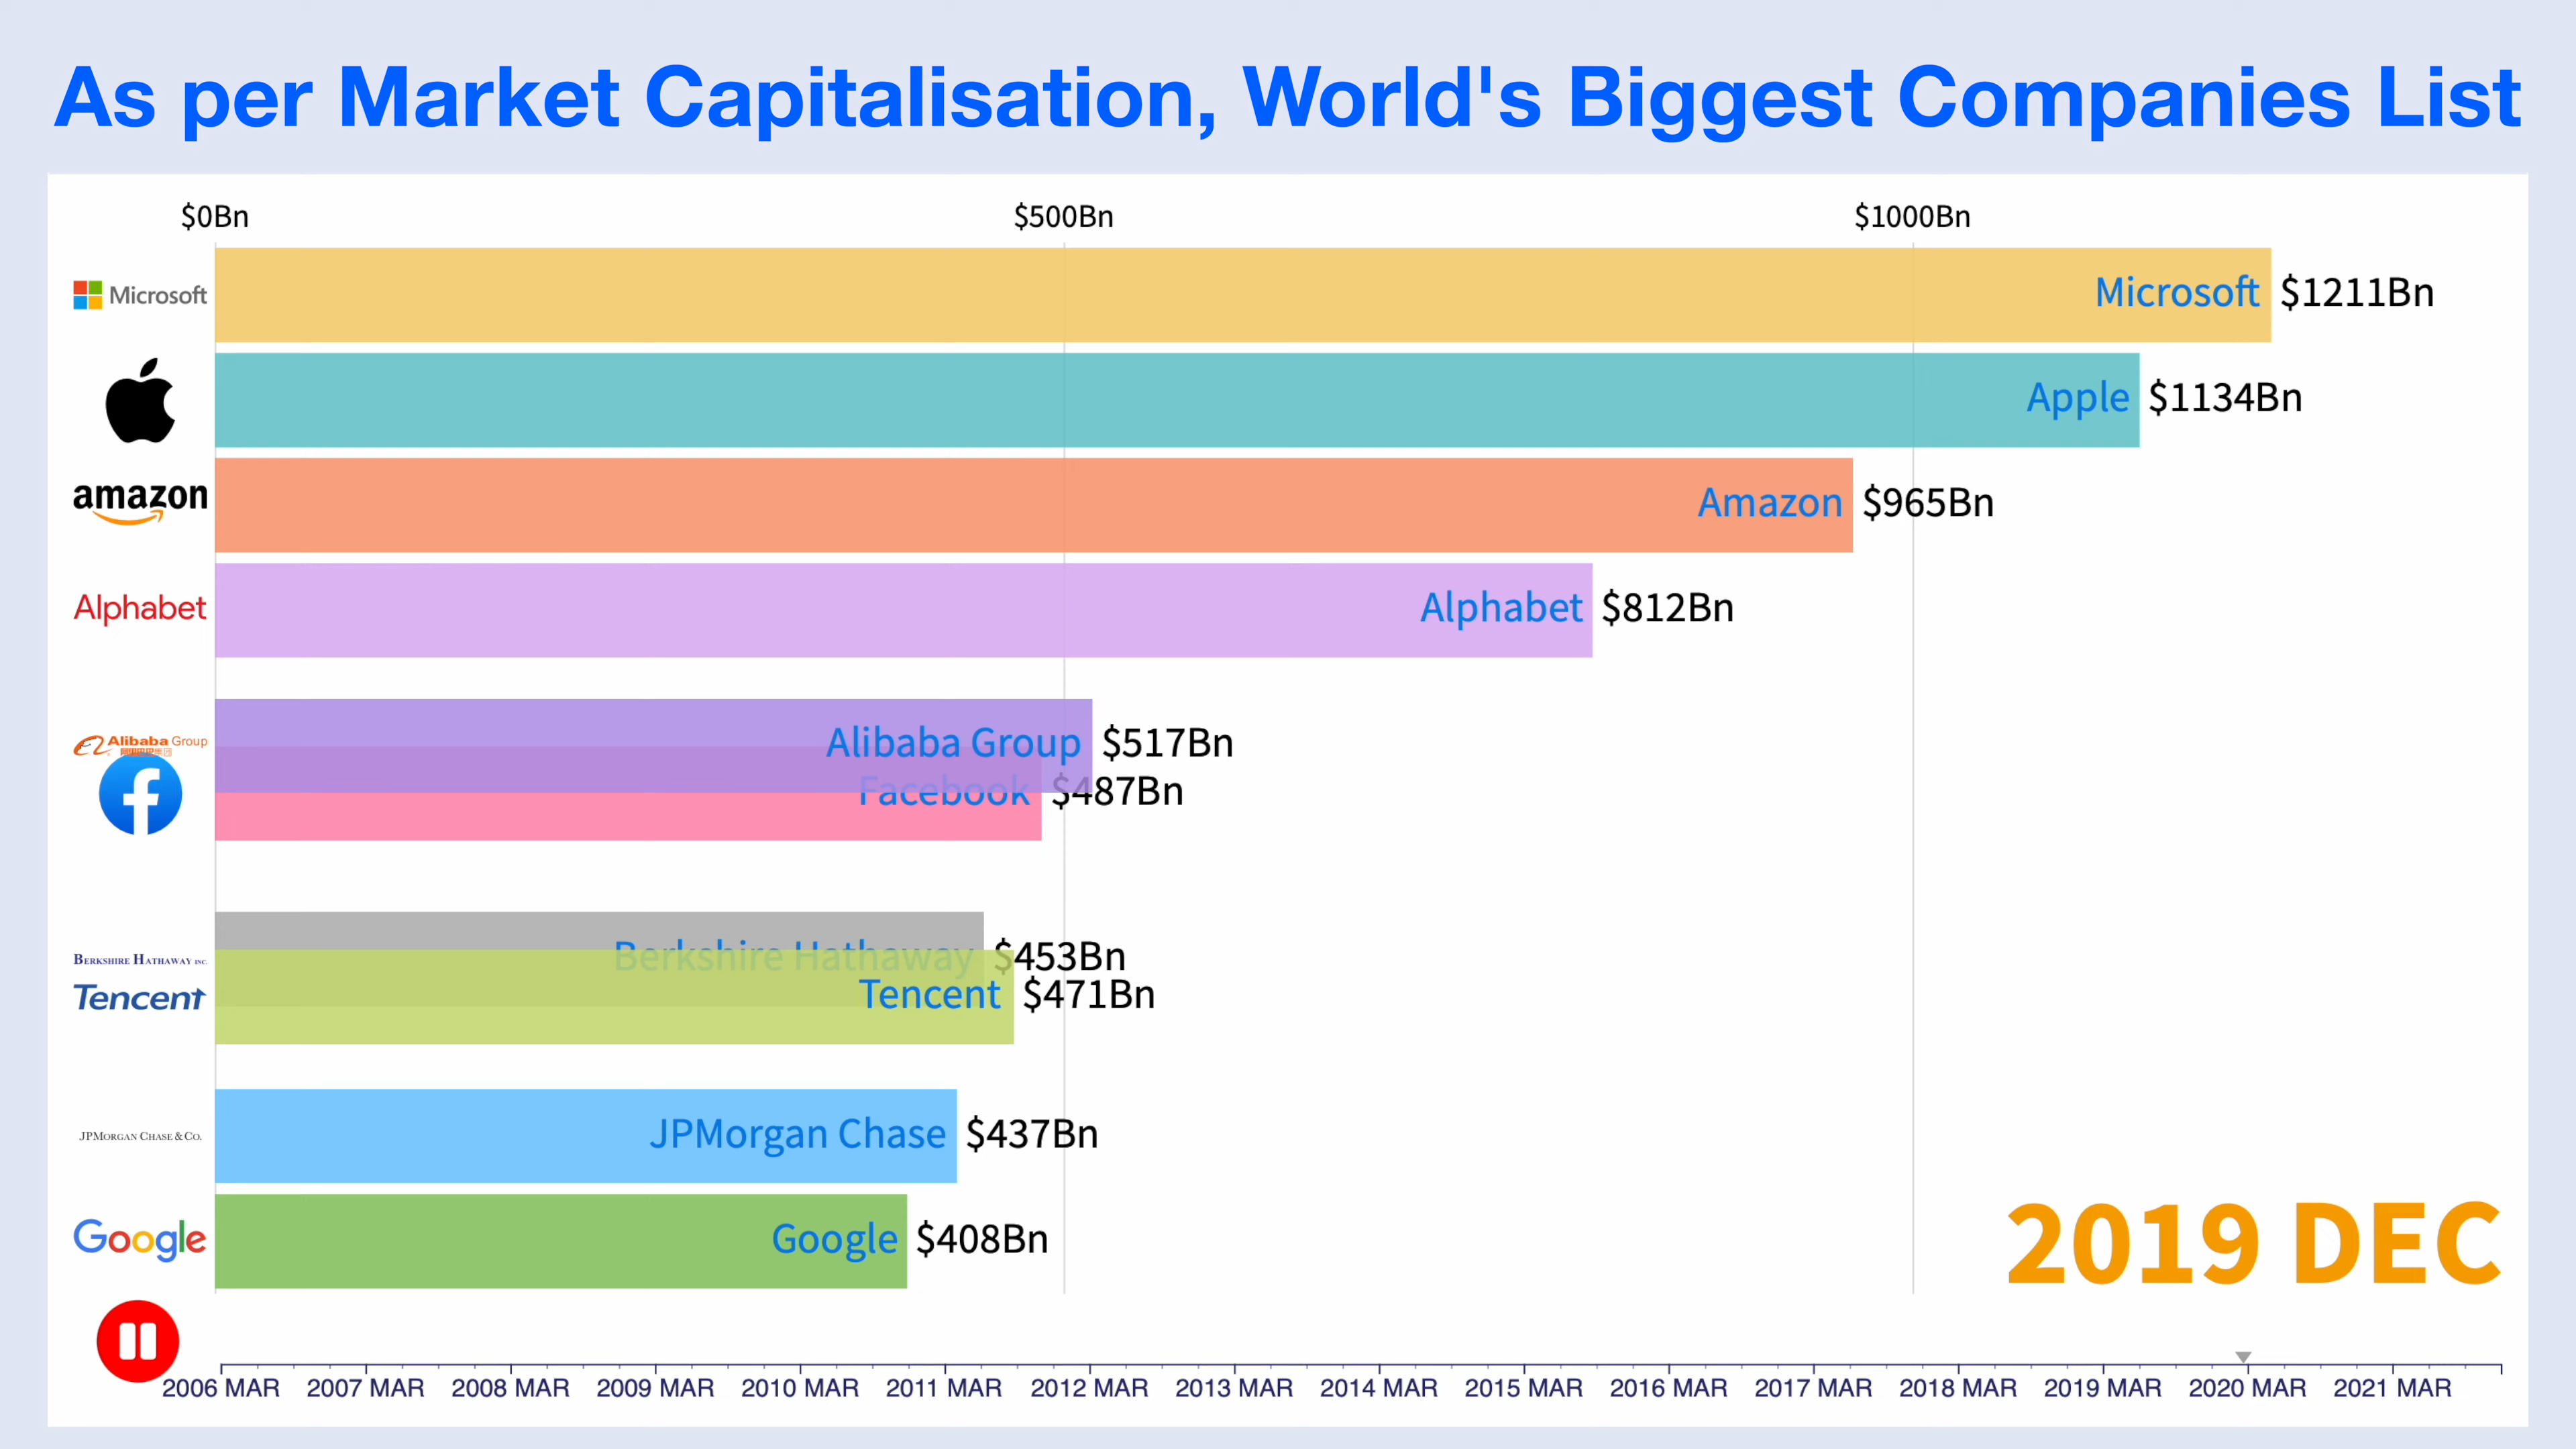 As per Market Capitalisation, World's Biggest Companies List
$0Bn $500Bn $1000Bn
Microsoft Microsoft $1211Bn
Apple $1134Bn
amazon Amazon $965Bn
Alphabet Alphabet $812Bn
Alibaba Group Alibaba Group $517Bn
Facebook $487Bn
BERKSHIRE HATHAWAY INC. Berkshire Hathaway $453Bn
Tencent Tencent $471Bn
JPMORGAN CHASE & CO. JPMorgan Chase $437Bn
Google Google $408Bn
2019 DEC
2006 MAR 2007 MAR 2008 MAR 2009 MAR 2010 MAR 2011 MAR 2012 MAR 2013 MAR 2014 MAR 2015 MAR 2016 MAR 2017 MAR 2018 MAR 2019 MAR 2020 MAR 2021 MAR